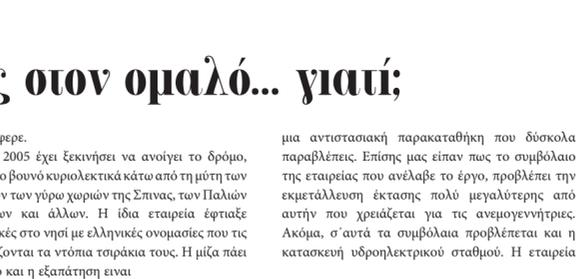 ς στον ομαλό... γιατί;
φερε.
2005 έχει ξεκινήσει να ανοίγει το δρόμο,
ο βουνό κυριολεκτικά κάτω από τη μύτη των
ν των γύρω χωριών της Σπινας, των Παλιών
ων και άλλων. Η ίδια εταιρεία έφτιαξε
κές στο νησί με ελληνικές ονομασίες που τις
ζονται τα ντόπια τσιράκια τους. Η μίζα πάει
ο και η εξαπάτηση ειναι
μια αντιστασιακή παρακαταθήκη που δύσκολα
παραβλέπεις. Επίσης μας είπαν πως το συμβόλαιο
της εταιρείας που ανέλαβε το έργο, προβλέπει την
εκμετάλλευση έκτασης πολύ μεγαλύτερης από
αυτήν που χρειάζεται για τις ανεμογεννήτριες.
Ακόμα, σ΄αυτά τα συμβόλαια προβλέπεται και η
κατασκευή υδροηλεκτρικού σταθμού. Η εταιρεία